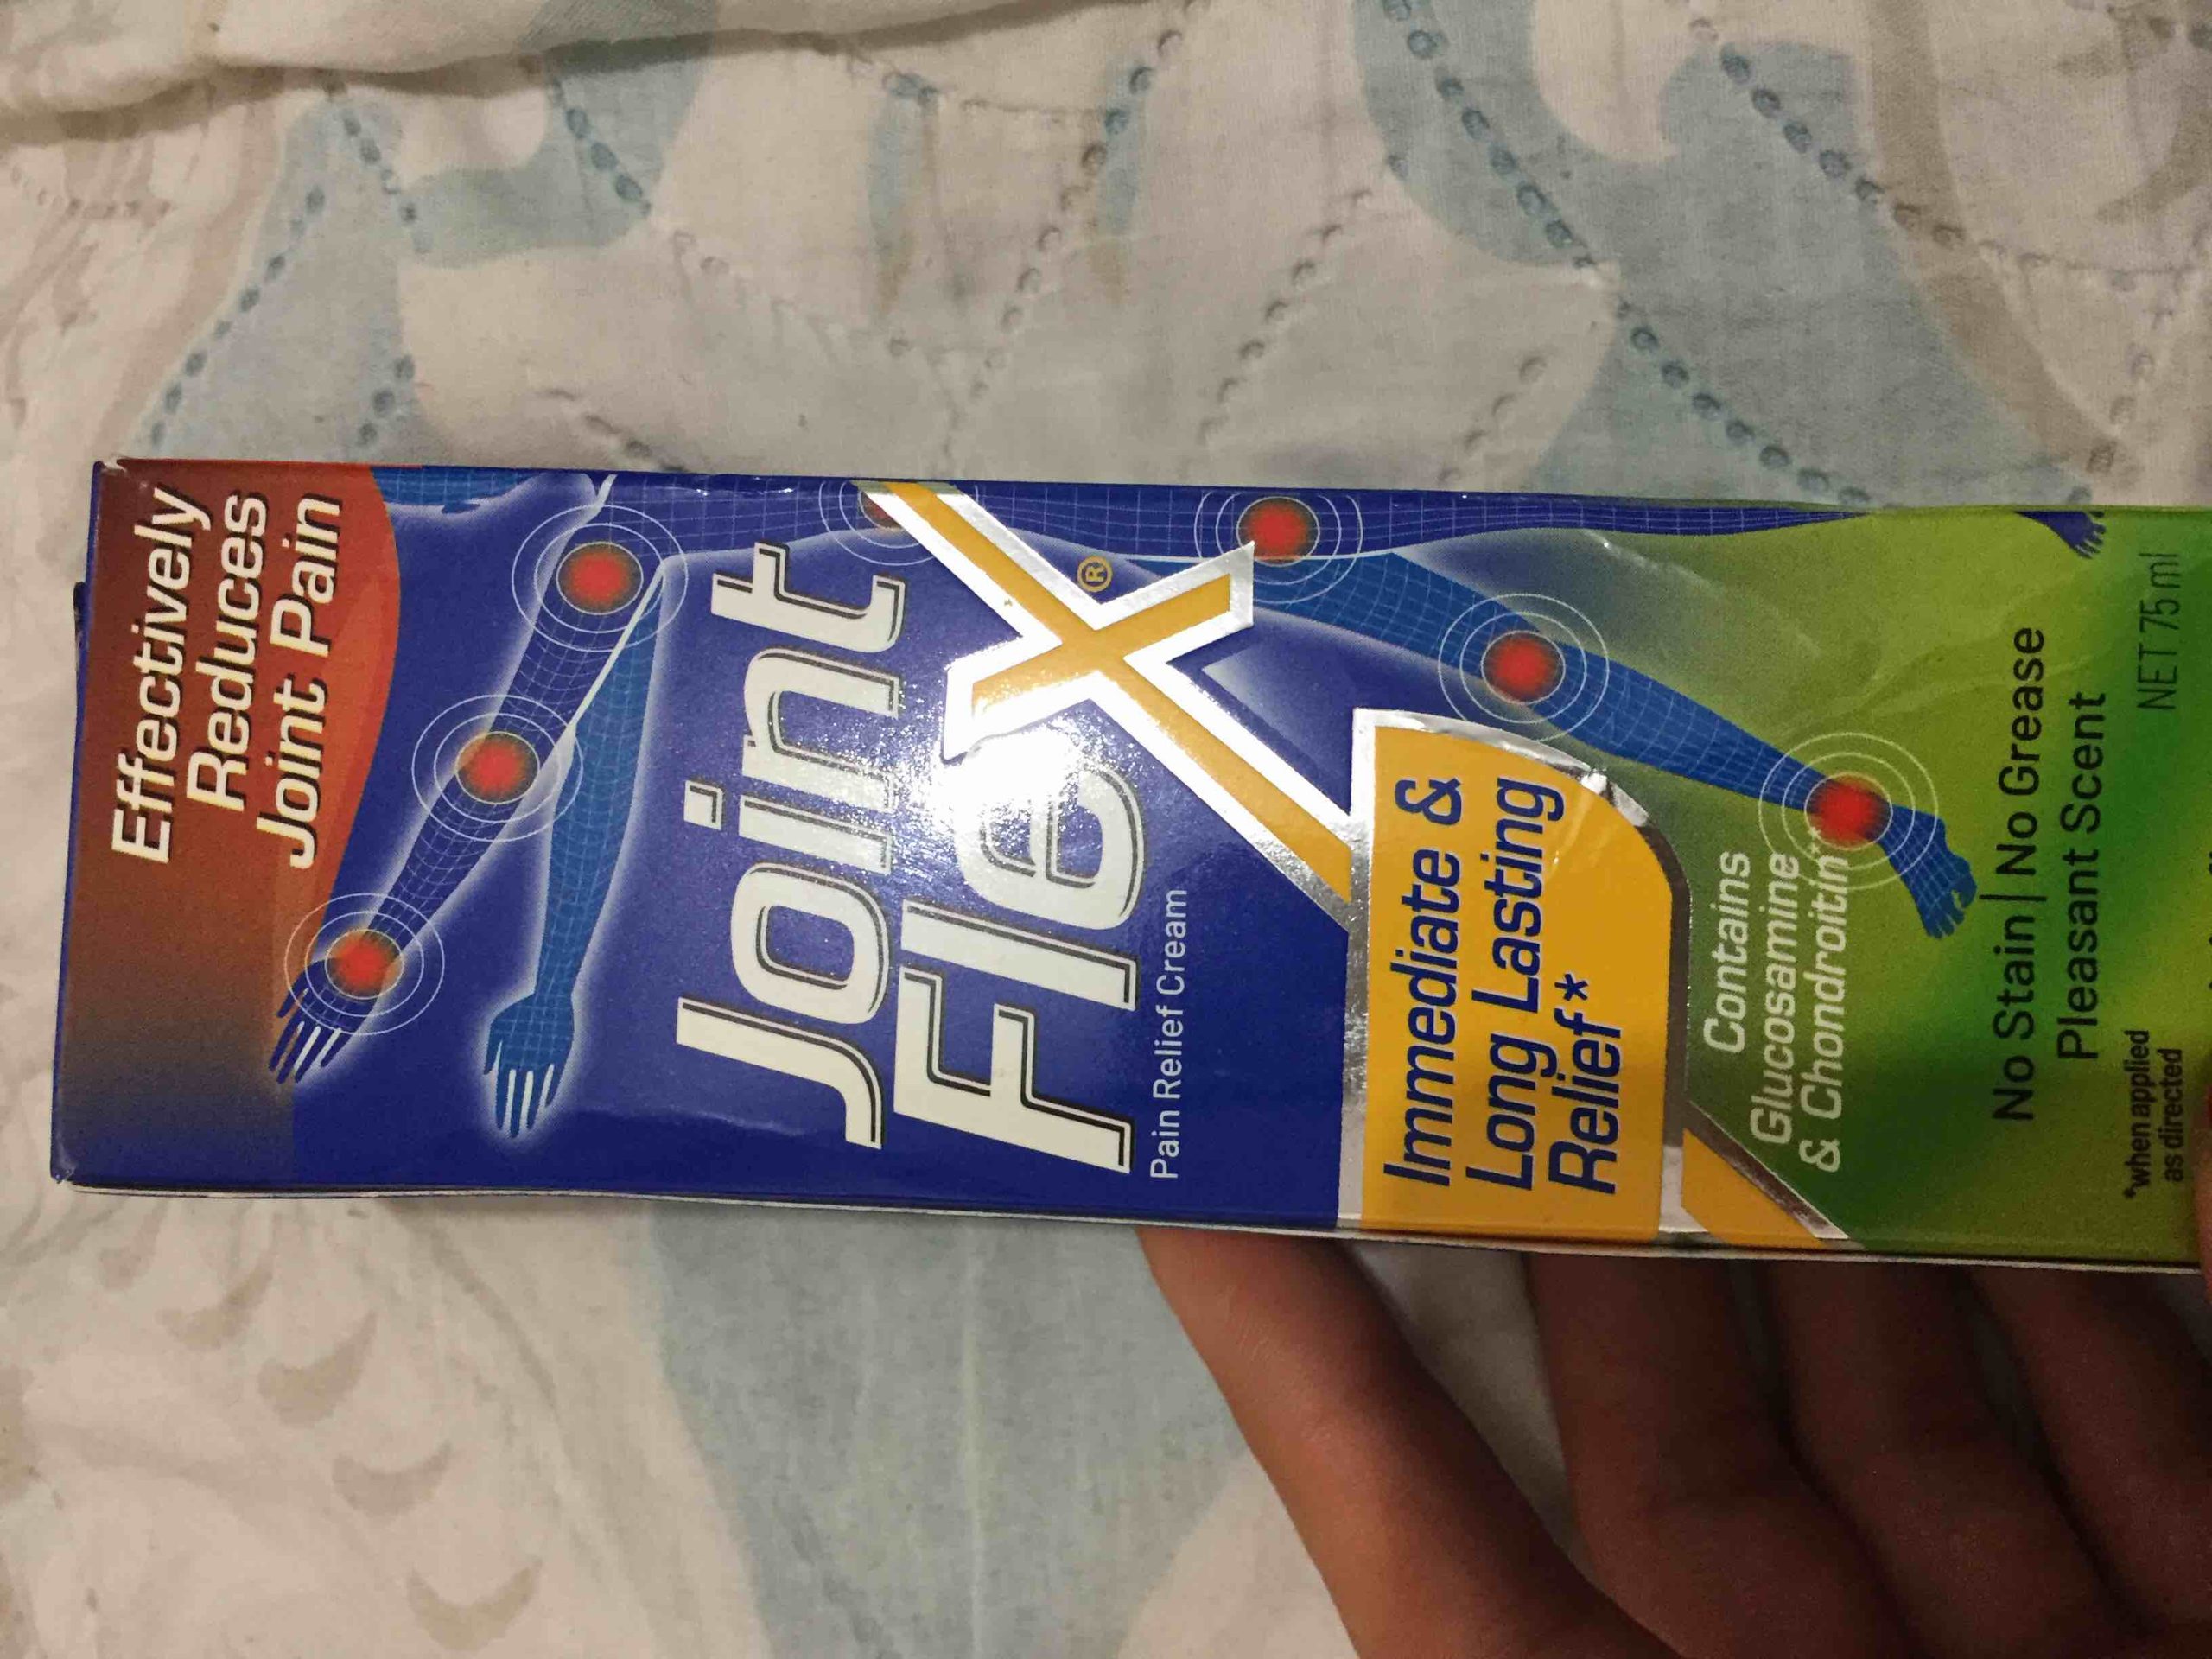 Effectively
Reduces
Joint Pain
Joint
FleX®
Pain Relief Cream
Immediate &
Long Lasting
Relief*
Contains
Glucosamine
& Chondroitin**
No Stain | No Grease
Pleasant Scent
*when applied
as directed
NET 75 ml